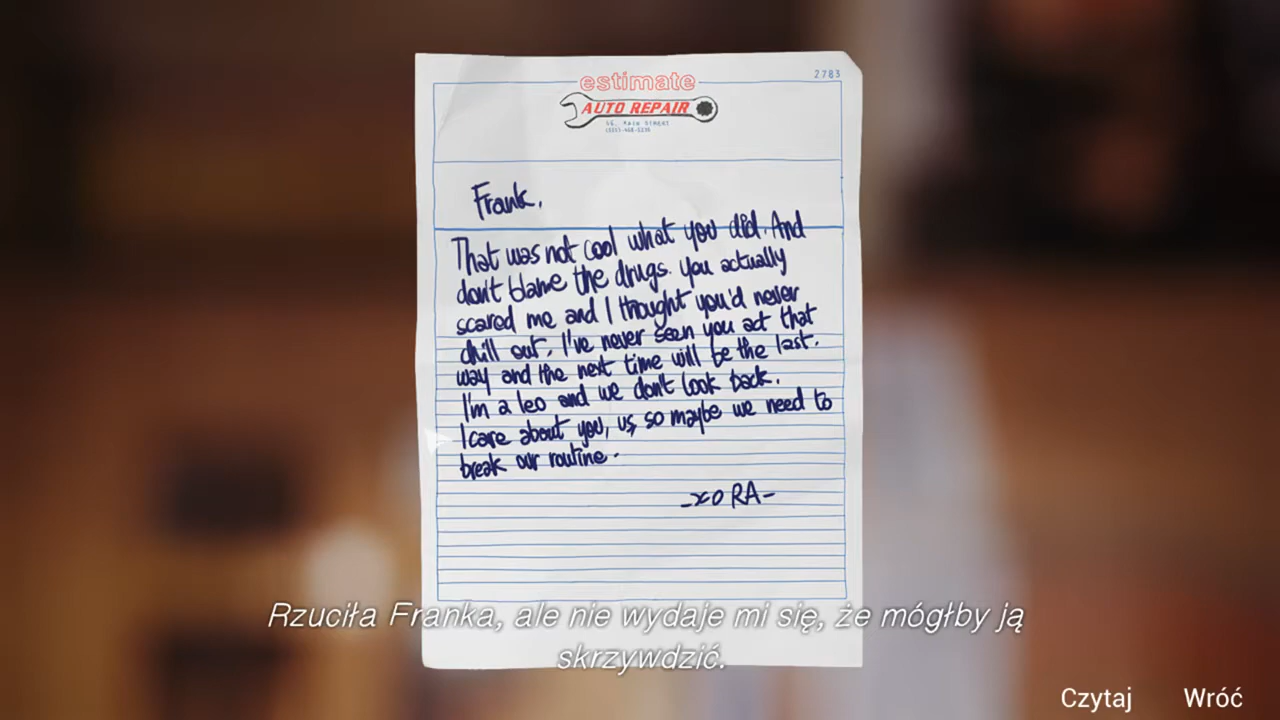 estimate
2783
AUTO REPAIR
Frank,
That was not cool what you did. And
don't blame the drugs. You actually
scared me and I thought you'd never
chill out. I've never seen you act that
way and the next time will be the last.
I'm a leo and we don't look back.
I care about you, us, so maybe we need to
break our routine.
-xo RA-
Rzuciła Franka, ale nie wydaje mi się, że mógłby ją
skrzywdzić.
Czytaj Wróć